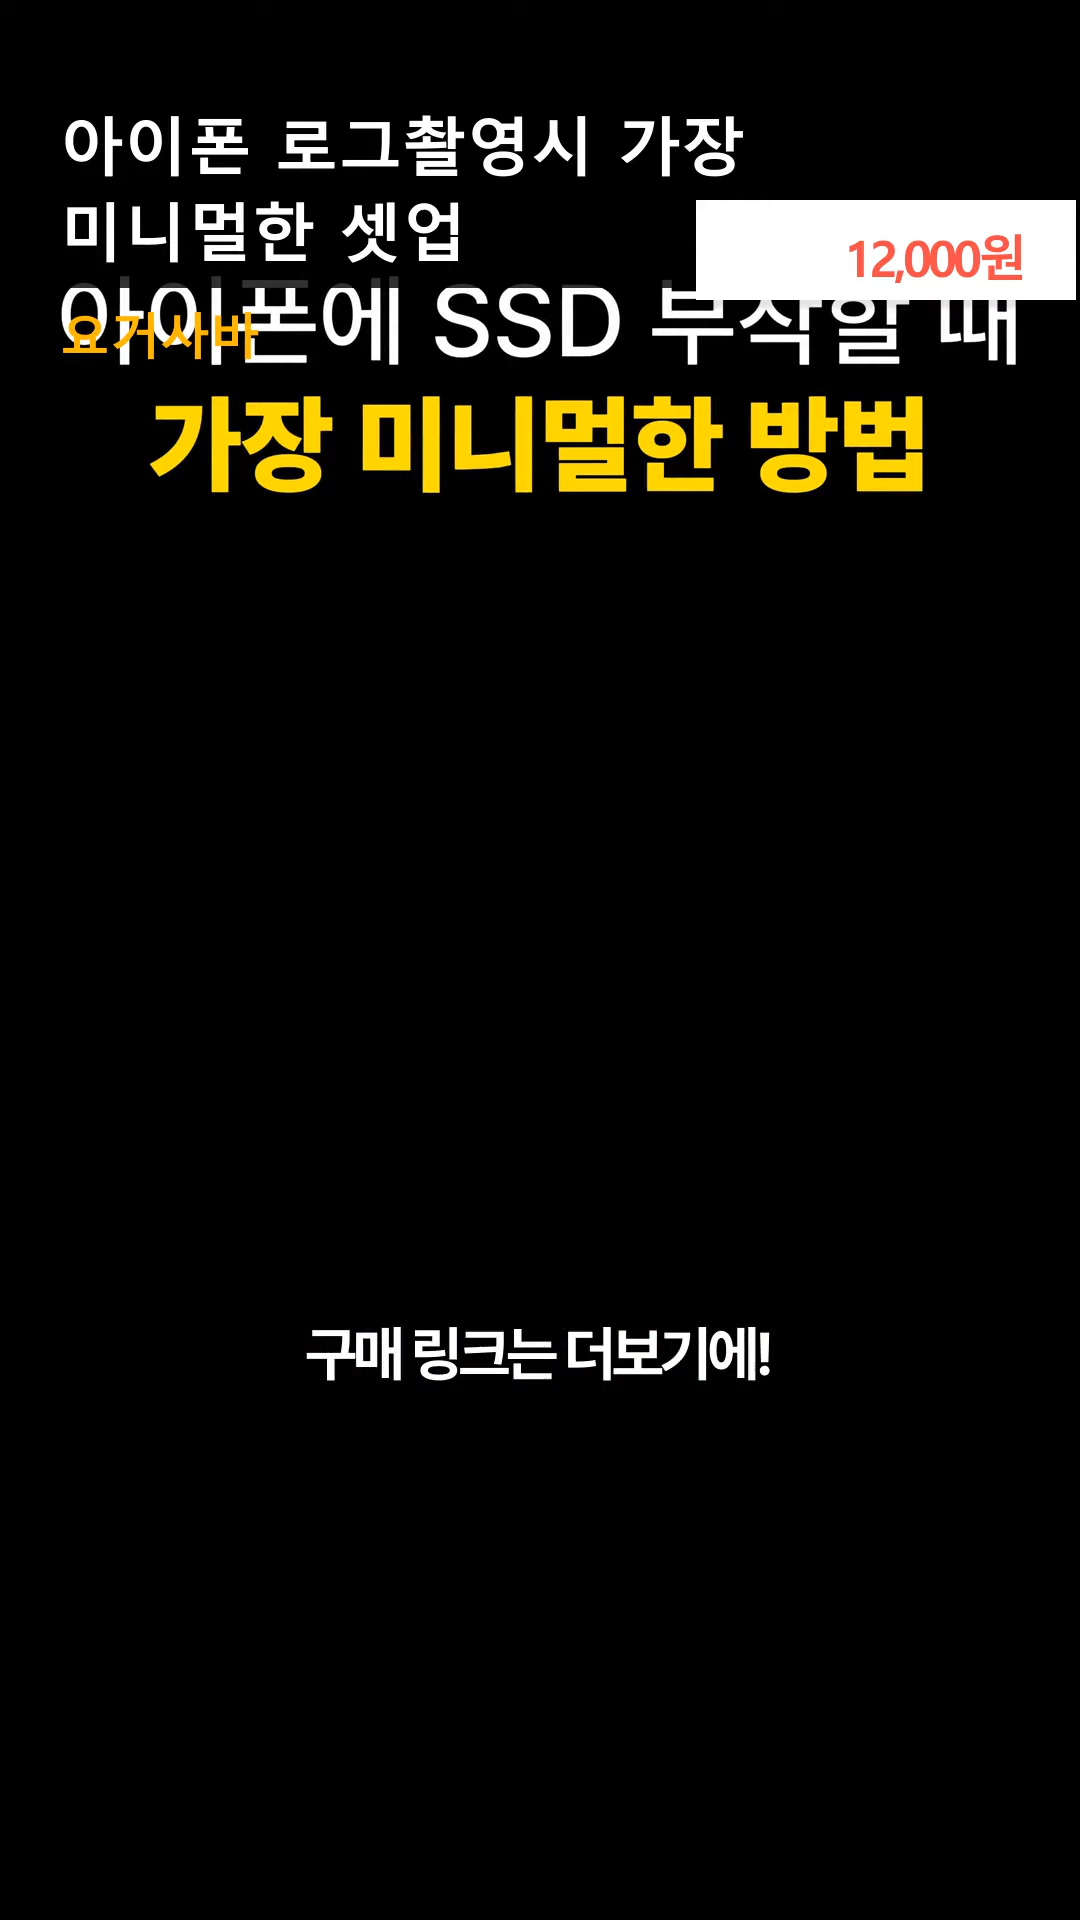 아이폰 로그촬영시 가장
미니멀한 셋업
12,000원
아이폰에 SSD 부착할 때
요거사바
가장 미니멀한 방법
구매 링크는 더보기에!